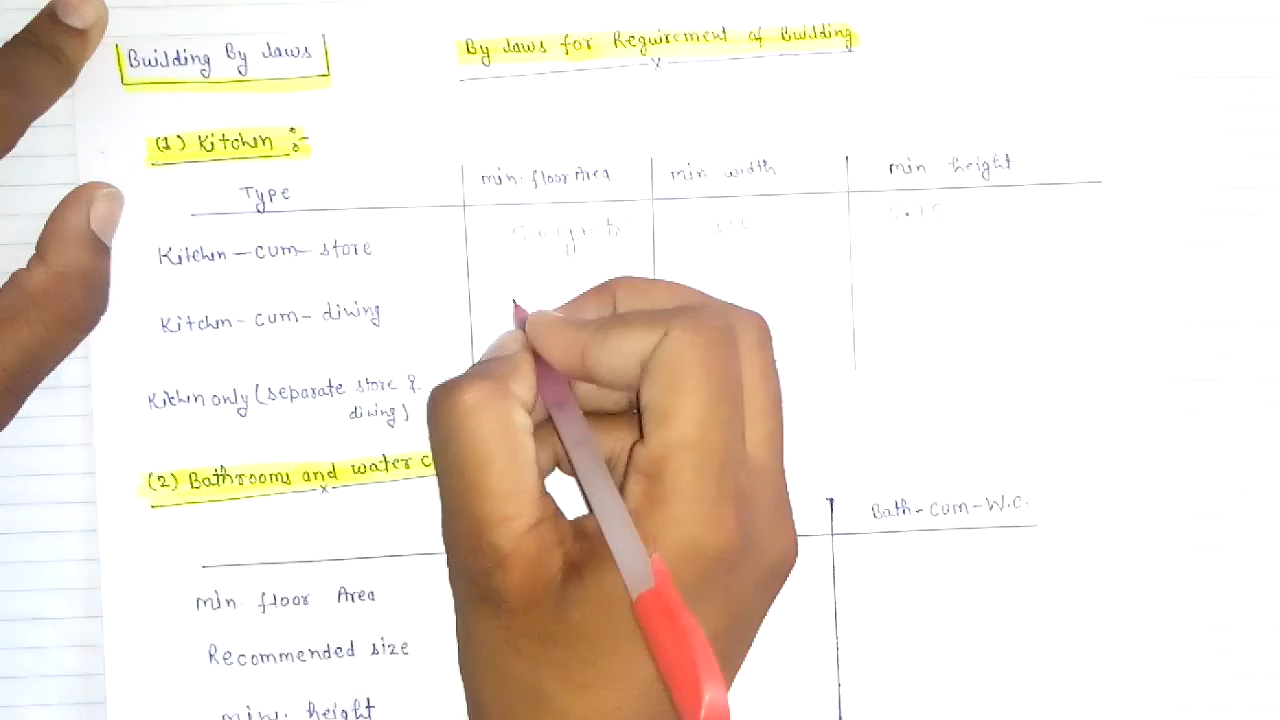 Building By laws
By laws for Requirement of Building
x
(1) Kitchen :-
Type min. floor Area min width min height
Kitchen-cum-store
Kitchen-cum-dining
Kitchn only (separate store &
dining)
(2) Bathrooms and water C
x
Bath-cum-W.C.
min floor Area
Recommended size
min. height